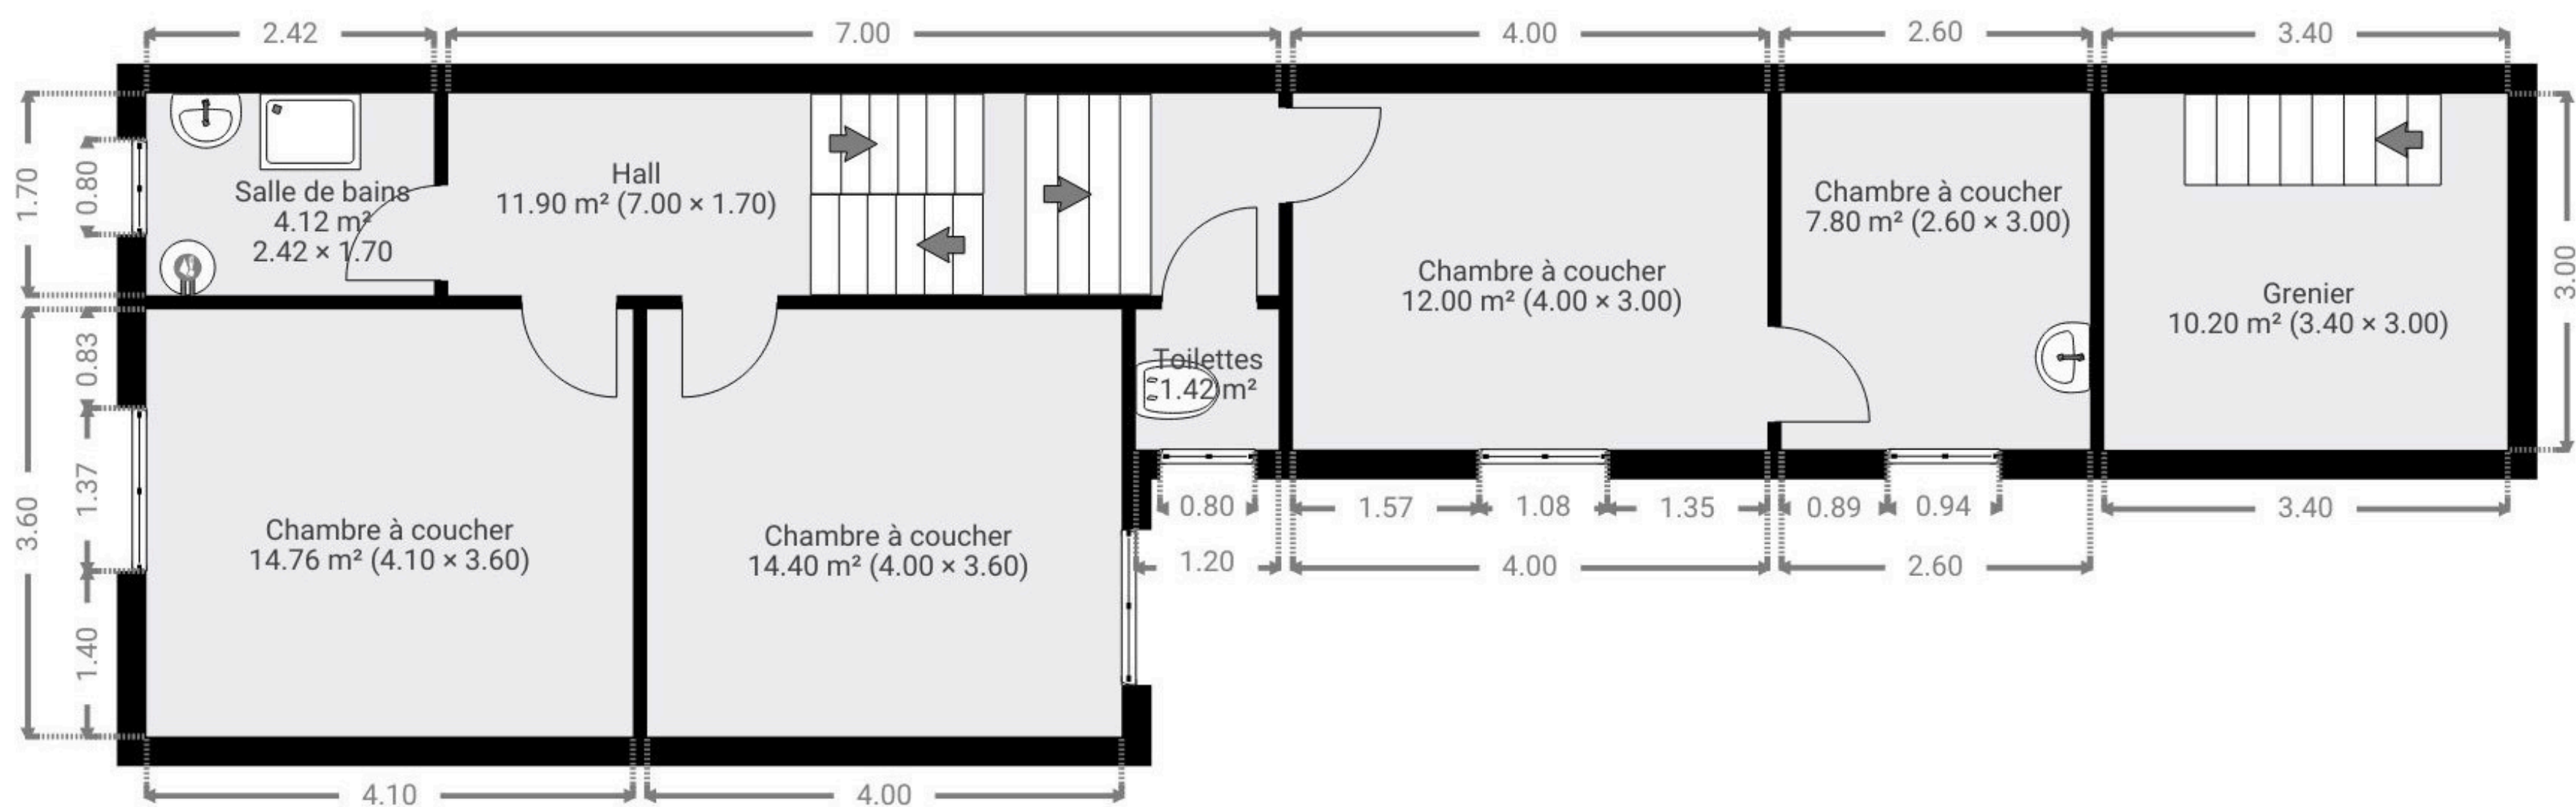 2.42
7.00
4.00
2.60
3.40
1.70
0.80
Salle de bains
4.12 m²
2.42 × 1.70
Hall
11.90 m² (7.00 × 1.70)
Chambre à coucher
7.80 m² (2.60 × 3.00)
Chambre à coucher
12.00 m² (4.00 × 3.00)
Grenier
10.20 m² (3.40 × 3.00)
3.00
3.60
0.83
1.37
1.40
Toilettes
1.42 m²
Chambre à coucher
14.76 m² (4.10 × 3.60)
Chambre à coucher
14.40 m² (4.00 × 3.60)
0.80
1.57
1.08
1.35
0.89
0.94
3.40
1.20
4.00
2.60
4.10
4.00